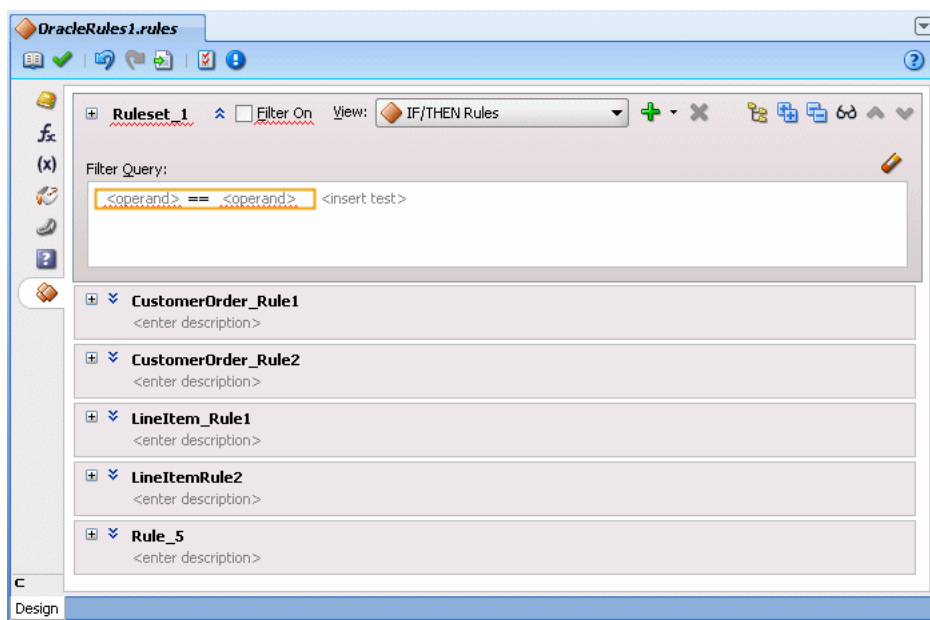 OracleRules1.rules
Ruleset_1 Filter On View: IF/THEN Rules
fx
(x)
Filter Query:
<operand> == <operand> <insert test>
CustomerOrder_Rule1
<enter description>
CustomerOrder_Rule2
<enter description>
LineItem_Rule1
<enter description>
LineItemRule2
<enter description>
Rule_5
<enter description>
Design